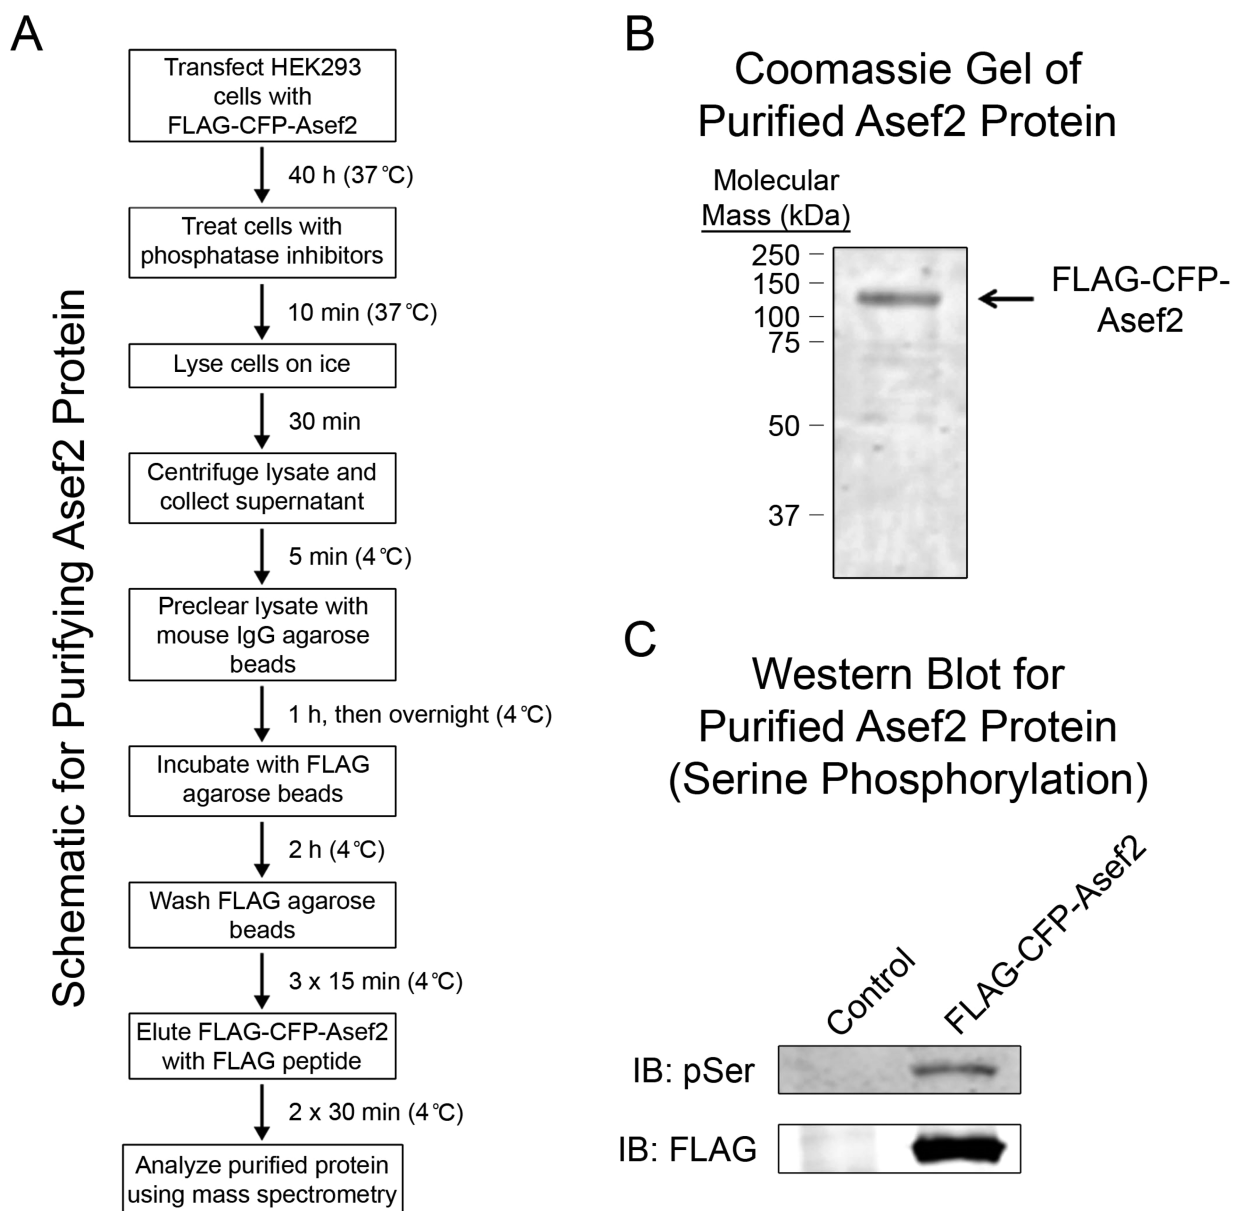 A
Schematic for Purifying Asef2 Protein
Transfect HEK293
cells with
FLAG-CFP-Asef2
40 h (37°C)
Treat cells with
phosphatase inhibitors
10 min (37°C)
Lyse cells on ice
30 min
Centrifuge lysate and
collect supernatant
5 min (4°C)
Preclear lysate with
mouse IgG agarose
beads
1 h, then overnight (4°C)
Incubate with FLAG
agarose beads
2 h (4°C)
Wash FLAG agarose
beads
3 x 15 min (4°C)
Elute FLAG-CFP-Asef2
with FLAG peptide
2 x 30 min (4°C)
Analyze purified protein
using mass spectrometry
B
Coomassie Gel of
Purified Asef2 Protein
Molecular
Mass (kDa)
250
150
100
75
50
37
FLAG-CFP-
Asef2
C
Western Blot for
Purified Asef2 Protein
(Serine Phosphorylation)
Control
FLAG-CFP-Asef2
IB: pSer
IB: FLAG